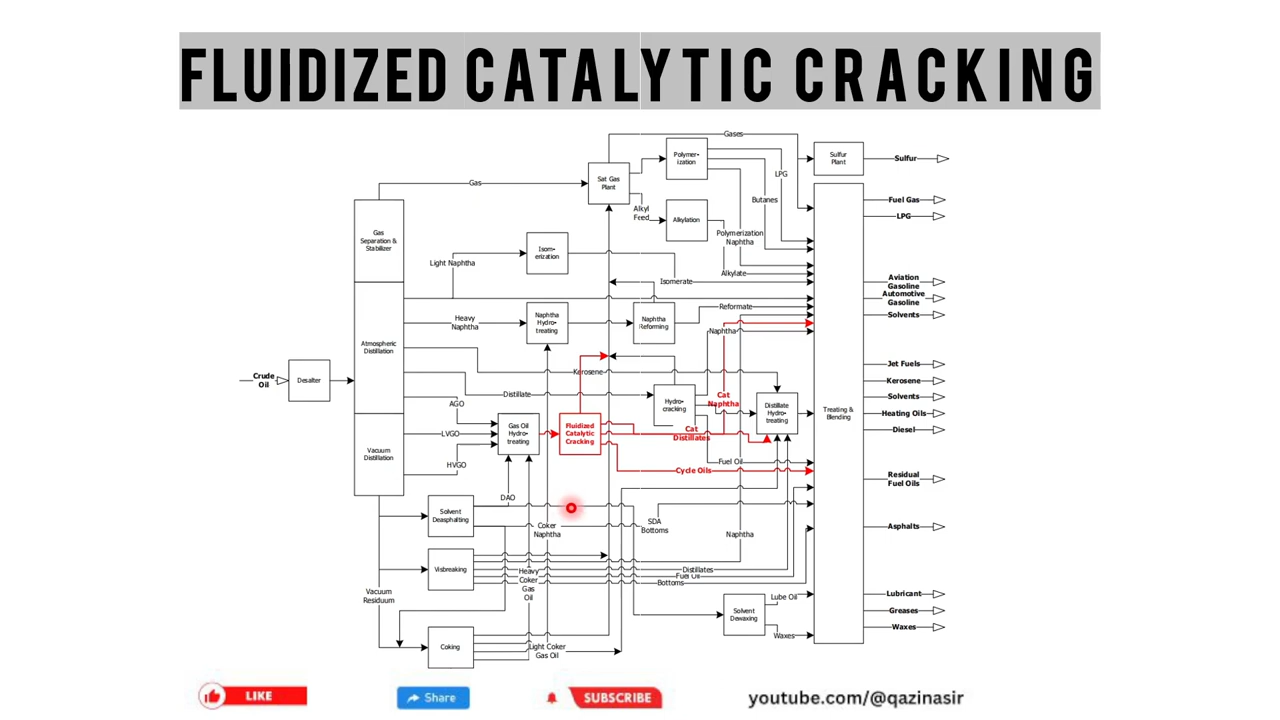 FLUIDIZED CATALYTIC CRACKING
Gases
Polymer-
ization
Sulfur
Plant
Sulfur
LPG
Gas
Sat Gas
Plant
Butanes
Fuel Gas
LPG
Alkyl
Feed
Alkylation
Gas
Separation &
Stabilizer
Polymerization
Naphtha
Isom-
erization
Light Naphtha
Alkylate
Isomerate
Aviation
Gasoline
Automotive
Gasoline
Solvents
Reformate
Heavy
Naphtha
Naphtha
Hydro-
treating
Naphtha
Reforming
Naphtha
Atmospheric
Distillation
Kerosene
Jet Fuels
Kerosene
Solvents
Heating Oils
Diesel
Crude
Oil
Desalter
Distillate
Hydro-
cracking
Cat
Naphtha
Distillate
Hydro-
treating
Treating &
Blending
AGO
LVGO
HVGO
Gas Oil
Hydro-
treating
Fluidized
Catalytic
Cracking
Cat
Distillates
Vacuum
Distillation
Fuel Oil
Cycle Oils
Residual
Fuel Oils
DAO
Solvent
Deasphalting
Coker
Naphtha
SDA
Bottoms
Naphtha
Asphalts
Visbreaking
Heavy
Coker
Gas
Oil
Distillates
Fuel Oil
Bottoms
Vacuum
Residuum
Solvent
Dewaxing
Lube Oil
Waxes
Lubricant
Greases
Waxes
Coking
Light Coker
Gas Oil
LIKE
Share
SUBSCRIBE
youtube.com/@qazinasir